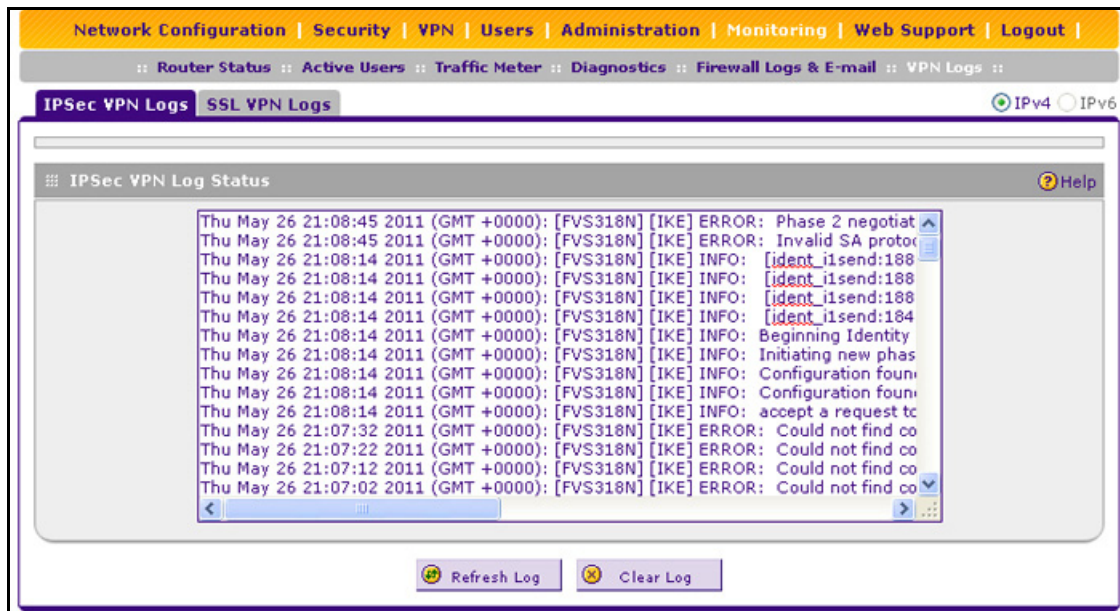 Network Configuration | Security | VPN | Users | Administration | Monitoring | Web Support | Logout |
:: Router Status :: Active Users :: Traffic Meter :: Diagnostics :: Firewall Logs & E-mail :: VPN Logs ::
IPSec VPN Logs SSL VPN Logs IPv4 IPv6
IPSec VPN Log Status Help
Thu May 26 21:08:45 2011 (GMT +0000): [FVS318N] [IKE] ERROR: Phase 2 negotiat
Thu May 26 21:08:45 2011 (GMT +0000): [FVS318N] [IKE] ERROR: Invalid SA protoc
Thu May 26 21:08:14 2011 (GMT +0000): [FVS318N] [IKE] INFO: [ident_i1send:188
Thu May 26 21:08:14 2011 (GMT +0000): [FVS318N] [IKE] INFO: [ident_i1send:188
Thu May 26 21:08:14 2011 (GMT +0000): [FVS318N] [IKE] INFO: [ident_i1send:188
Thu May 26 21:08:14 2011 (GMT +0000): [FVS318N] [IKE] INFO: [ident_i1send:184
Thu May 26 21:08:14 2011 (GMT +0000): [FVS318N] [IKE] INFO: Beginning Identity
Thu May 26 21:08:14 2011 (GMT +0000): [FVS318N] [IKE] INFO: Initiating new phas
Thu May 26 21:08:14 2011 (GMT +0000): [FVS318N] [IKE] INFO: Configuration foun
Thu May 26 21:08:14 2011 (GMT +0000): [FVS318N] [IKE] INFO: Configuration foun
Thu May 26 21:08:14 2011 (GMT +0000): [FVS318N] [IKE] INFO: accept a request to
Thu May 26 21:07:32 2011 (GMT +0000): [FVS318N] [IKE] ERROR: Could not find co
Thu May 26 21:07:22 2011 (GMT +0000): [FVS318N] [IKE] ERROR: Could not find co
Thu May 26 21:07:12 2011 (GMT +0000): [FVS318N] [IKE] ERROR: Could not find co
Thu May 26 21:07:02 2011 (GMT +0000): [FVS318N] [IKE] ERROR: Could not find co
Refresh Log Clear Log